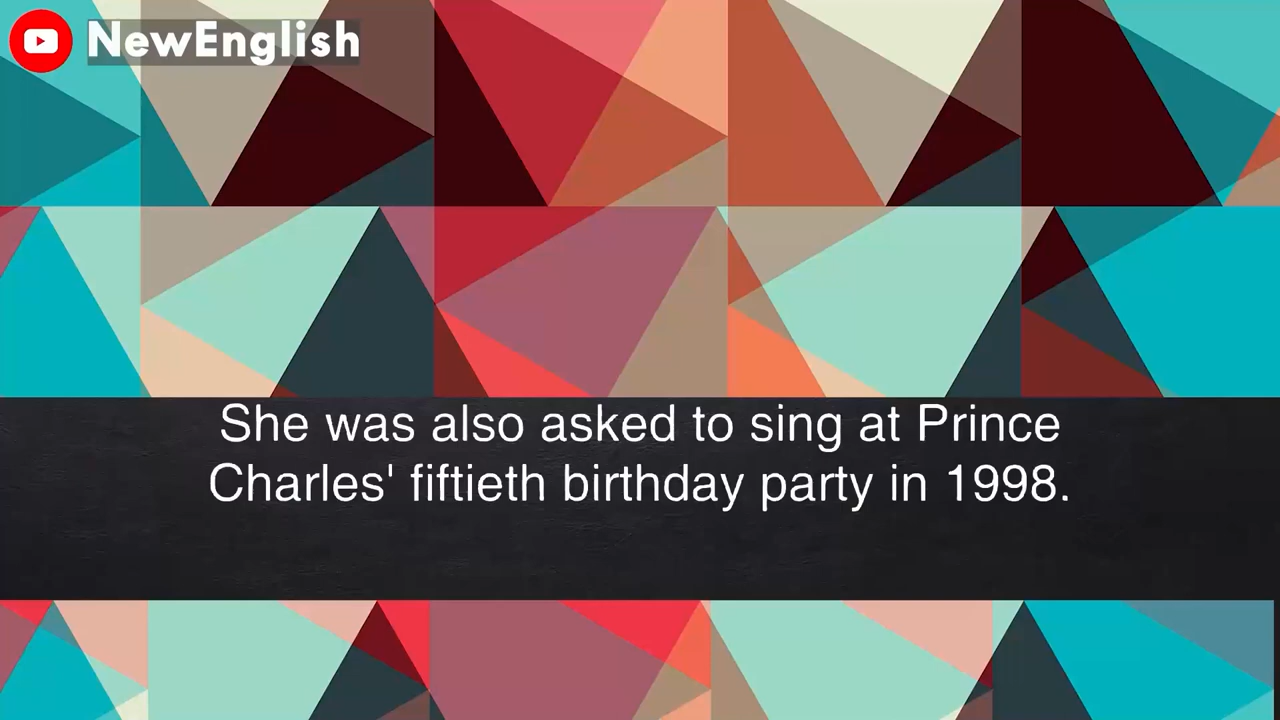 NewEnglish
She was also asked to sing at Prince
Charles' fiftieth birthday party in 1998.